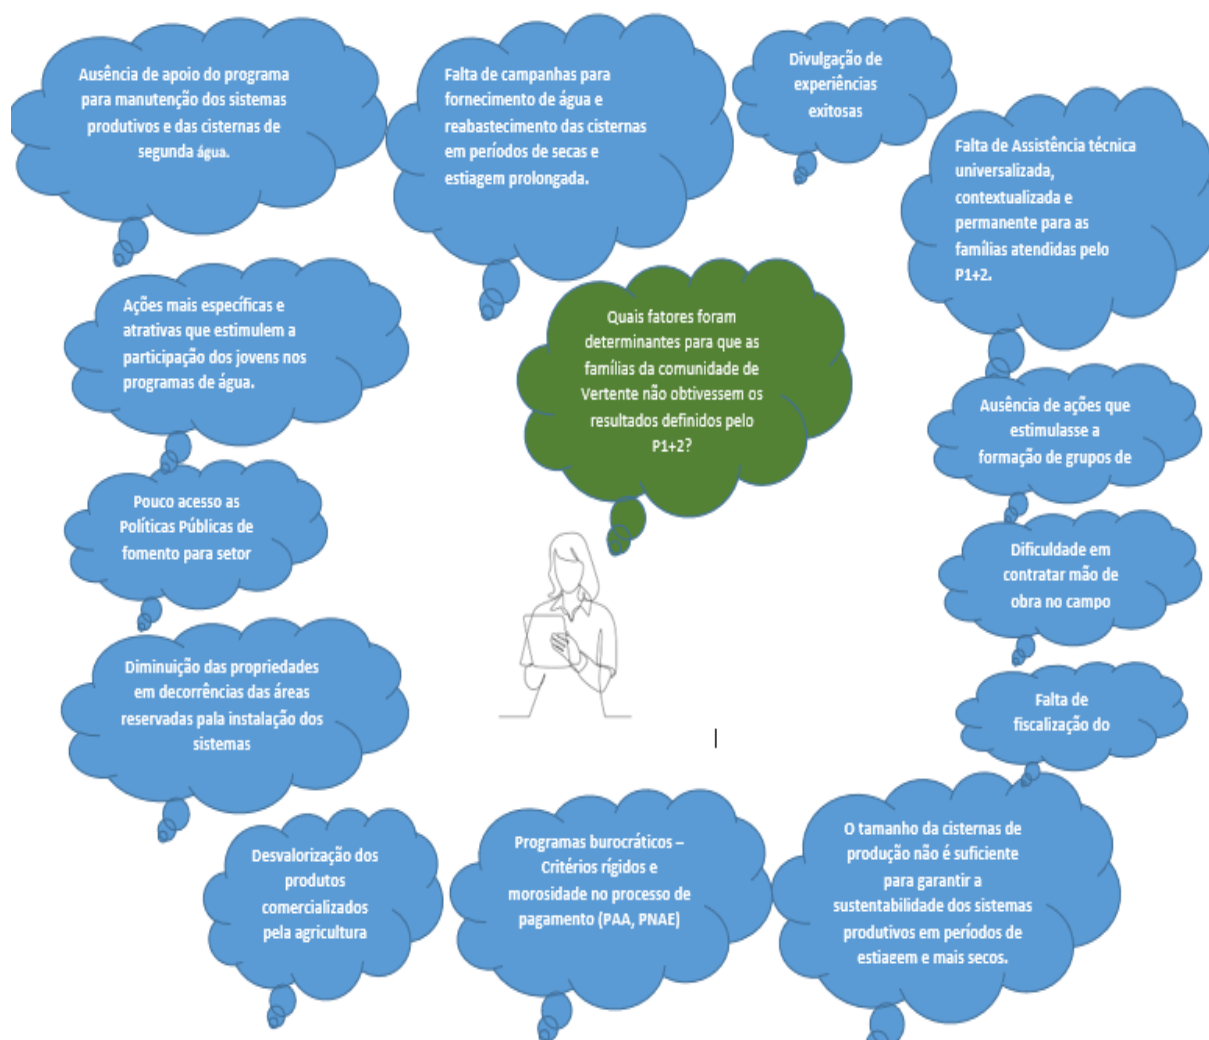 Ausência de apoio do programa
para manutenção dos sistemas
produtivos e das cisternas de
segunda água.
Falta de campanhas para
fornecimento de água e
reabastecimento das cisternas
em períodos de secas e
estiagem prolongada.
Divulgação de
experiências
exitosas
Falta de Assistência técnica
universalizada,
contextualizada e
permanente para as
famílias atendidas pelo
P1+2.
Ações mais específicas e
atrativas que estimulem a
participação dos jovens nos
programas de água.
Quais fatores foram
determinantes para que as
famílias da comunidade de
Vertente não obtivessem os
resultados definidos pelo
P1+2?
Ausência de ações que
estimulasse a
formação de grupos de
Pouco acesso as
Políticas Públicas de
fomento para setor
Dificuldade em
contratar mão de
obra no campo
Diminuição das propriedades
em decorrências das áreas
reservadas pala instalação dos
sistemas
Falta de
fiscalização do
Desvalorização dos
produtos
comercializados
pela agricultura
Programas burocráticos –
Critérios rígidos e
morosidade no processo de
pagamento (PAA, PNAE)
O tamanho da cisternas de
produção não é suficiente
para garantir a
sustentabilidade dos sistemas
produtivos em períodos de
estiagem e mais secos.